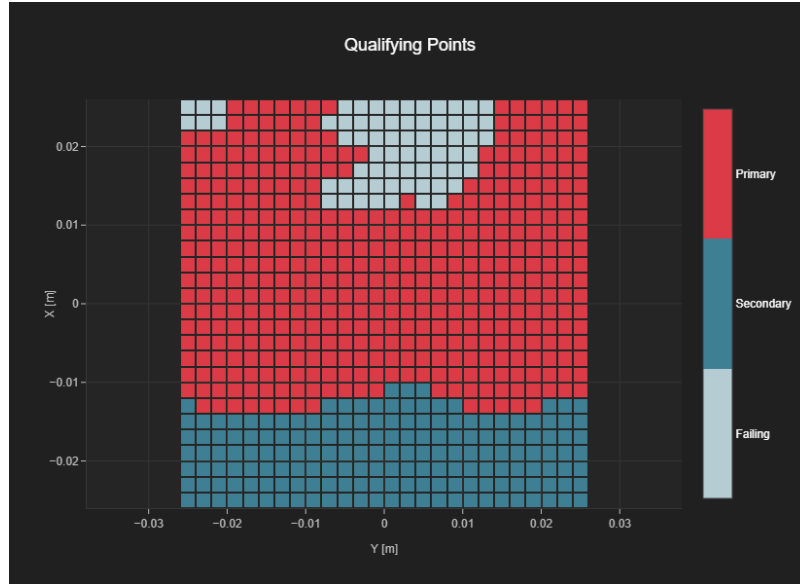 Qualifying Points
0.02
0.01
0
−0.01
−0.02
X [m]
−0.03
−0.02
−0.01
0
0.01
0.02
0.03
Y [m]
Primary
Secondary
Failing